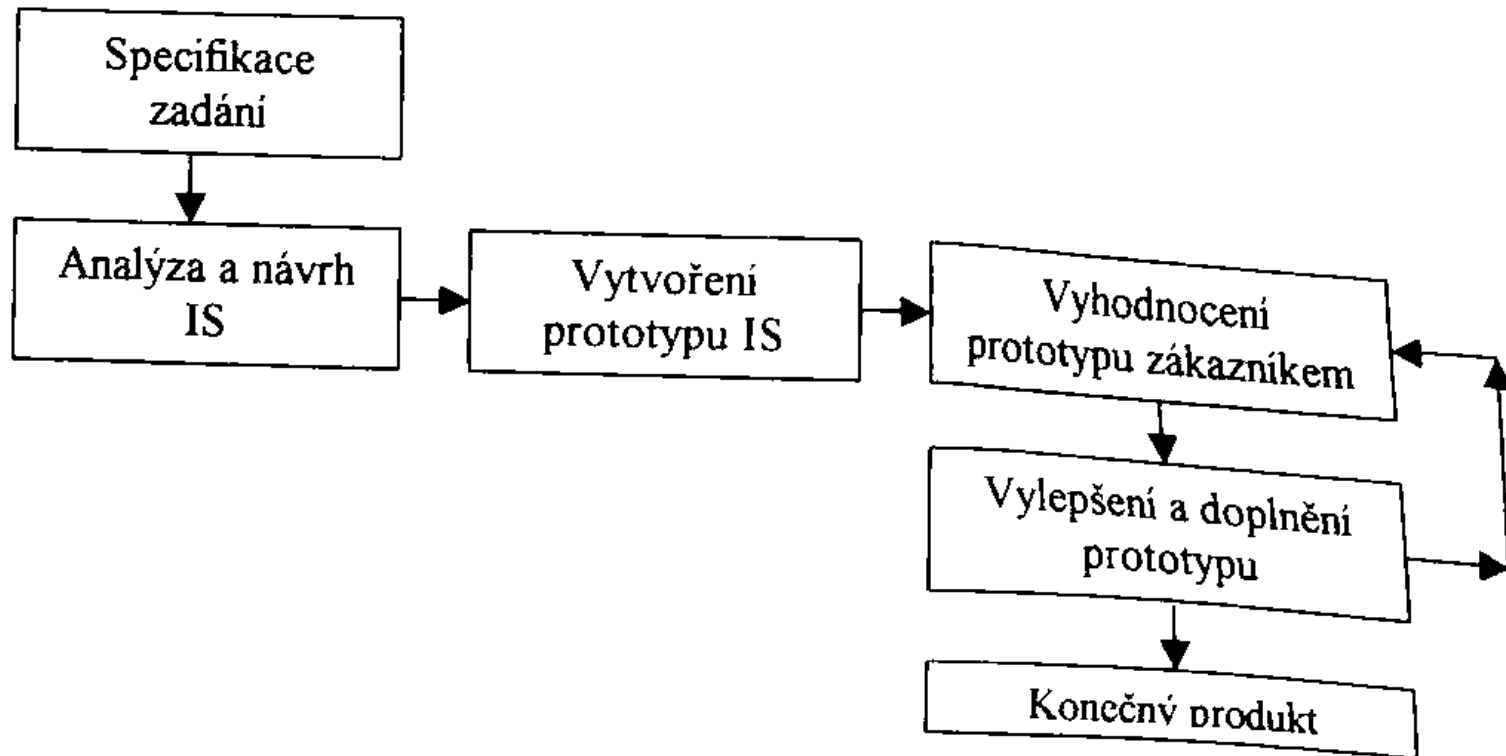 Specifikace
zadání
Analýza a návrh
IS
Vytvoření
prototypu IS
Vyhodnocení
prototypu zákazníkem
Vylepšení a doplnění
prototypu
Konečný produkt